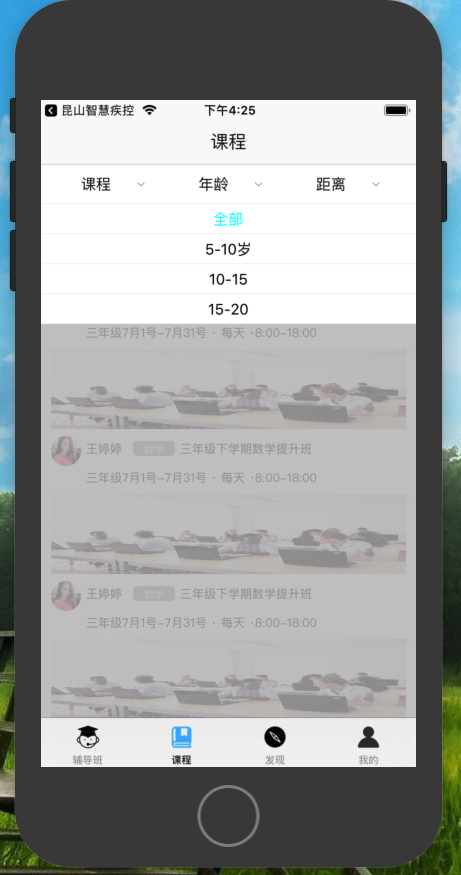 昆山智慧疾控 下午4:25
课程
课程 年龄 距离
全部
5-10岁
10-15
15-20
三年级7月1号-7月31号 · 每天 ·8:00-18:00
王婷婷 数学 三年级下学期数学提升班
三年级7月1号-7月31号 · 每天 ·8:00-18:00
王婷婷 数学 三年级下学期数学提升班
三年级7月1号-7月31号 · 每天 ·8:00-18:00
辅导班 课程 发现 我的